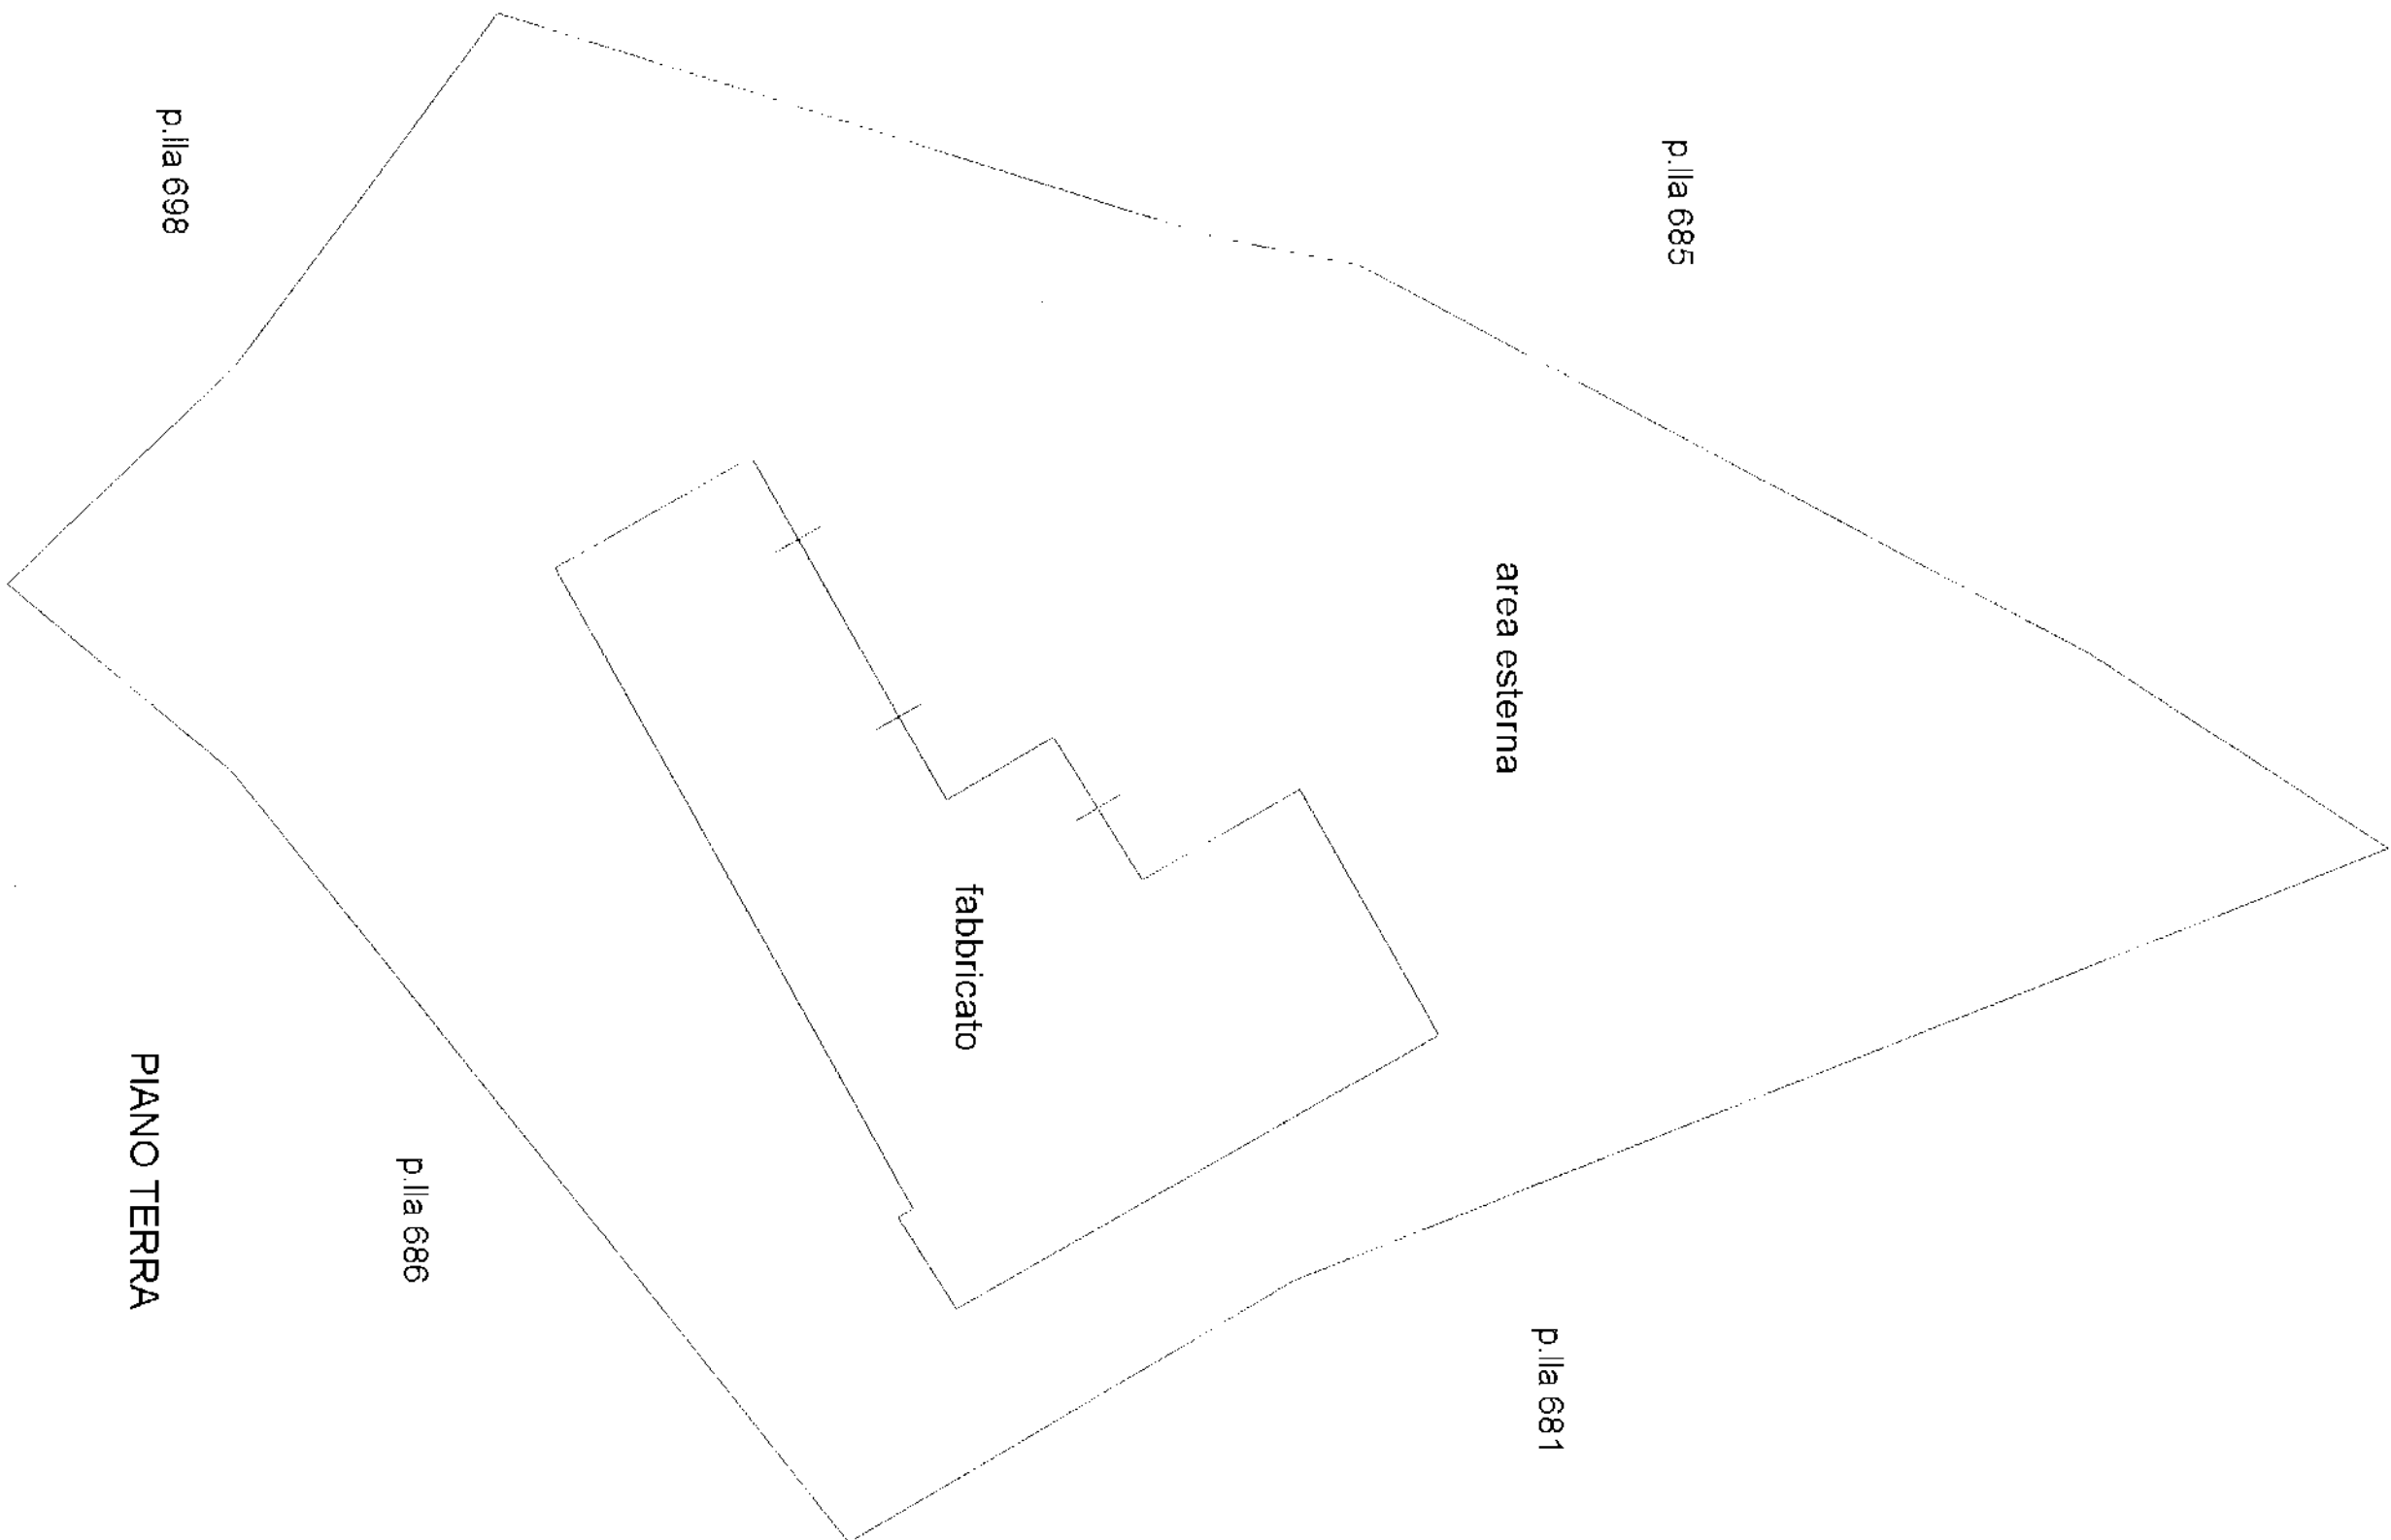 p.lla 685
p.lla 698
area esterna
fabbricato
p.lla 681
p.lla 686
PIANO TERRA